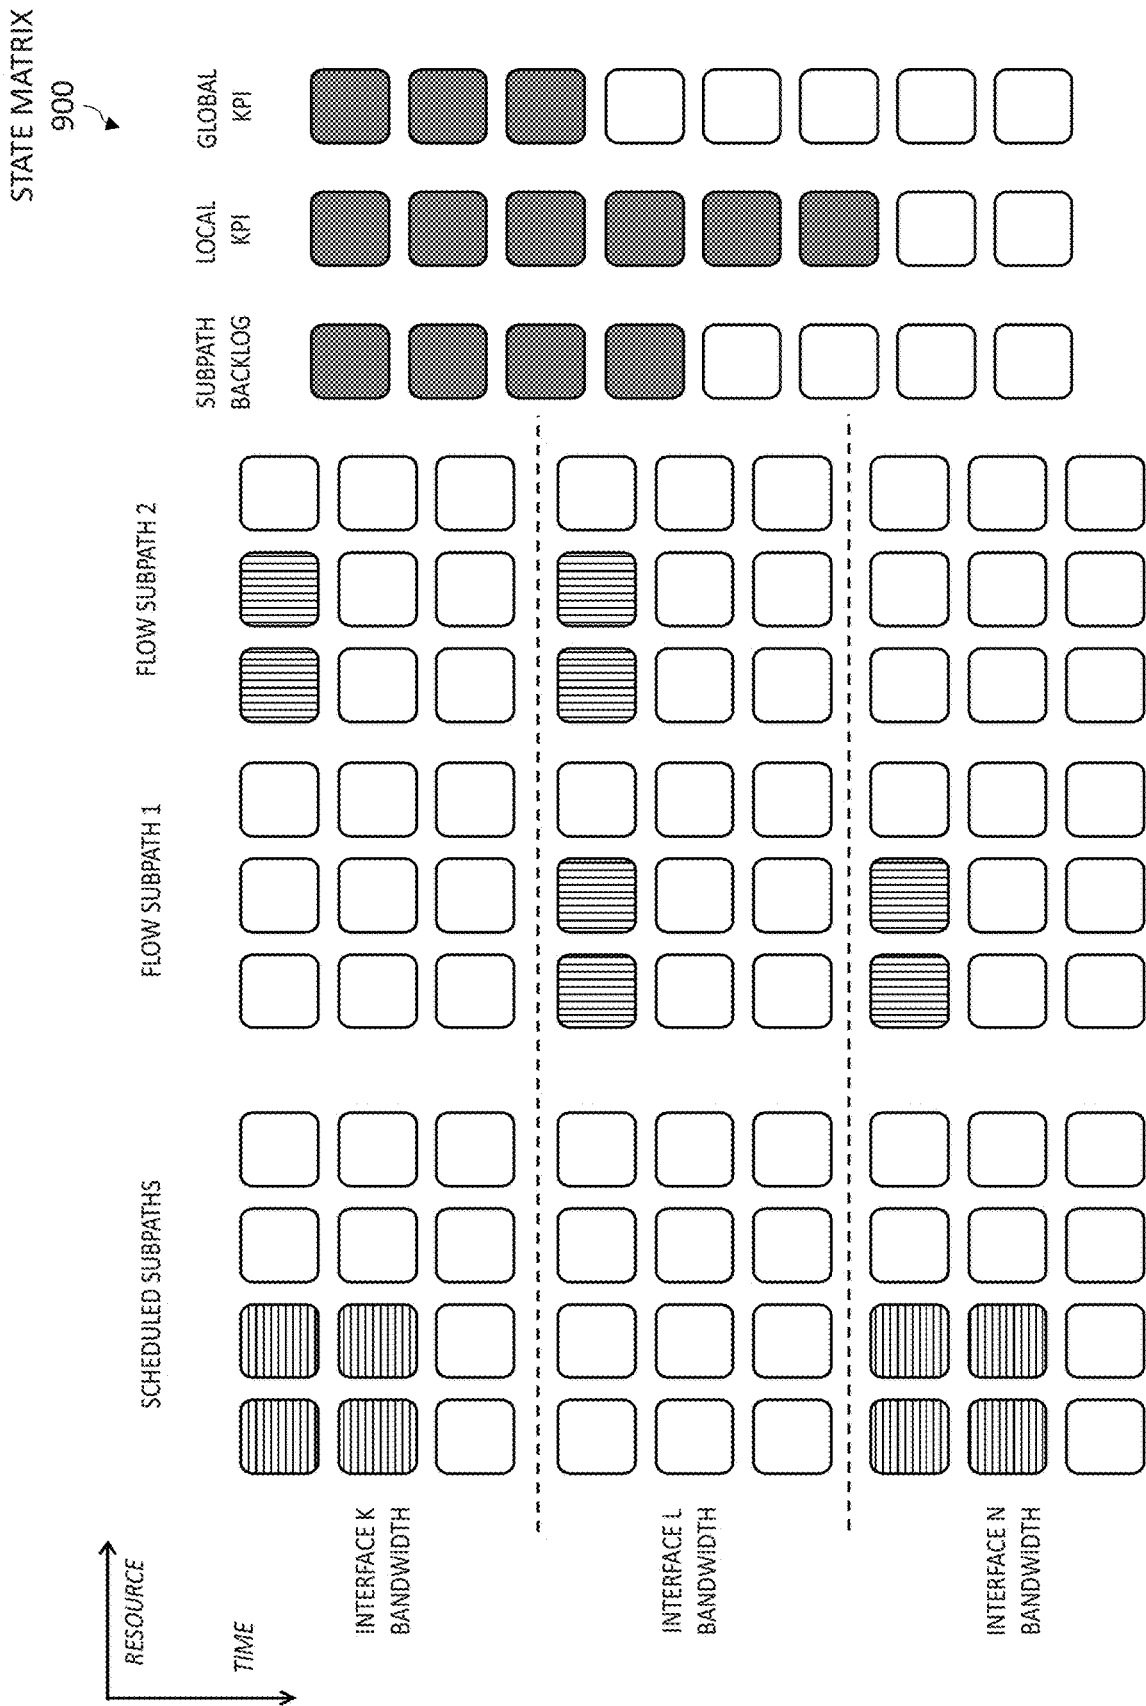 STATE MATRIX
900
SCHEDULED SUBPATHS
FLOW SUBPATH 1
FLOW SUBPATH 2
SUBPATH
BACKLOG
LOCAL
KPI
GLOBAL
KPI
RESOURCE
TIME
INTERFACE K
BANDWIDTH
INTERFACE L
BANDWIDTH
INTERFACE N
BANDWIDTH